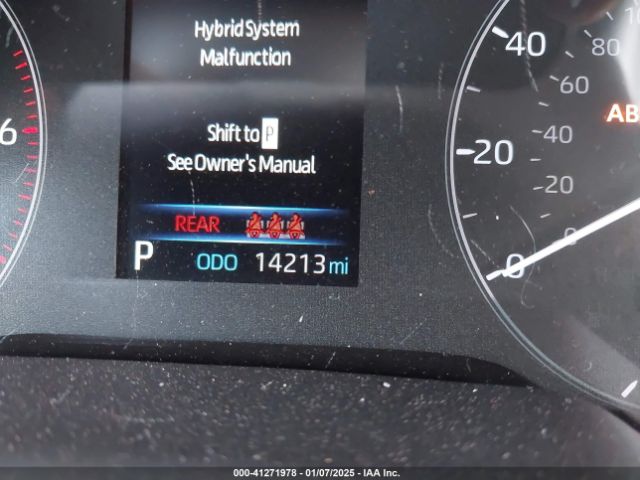 Hybrid System
Malfunction
Shift to P
See Owner's Manual
REAR
P ODO 14213 mi
6
40
20
0
80
60
40
20
0
AB
000-41271978 - 01/07/2025 - IAA Inc.